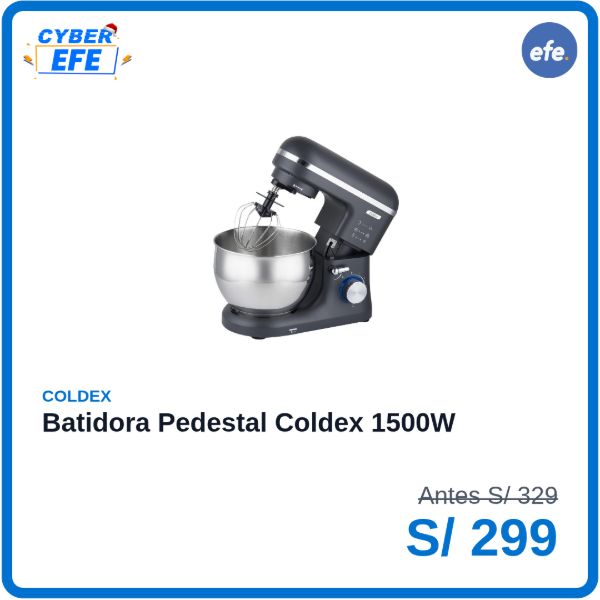 CYBER
EFE
efe.
COLDEX
Batidora Pedestal Coldex 1500W
Antes S/ 329
S/ 299